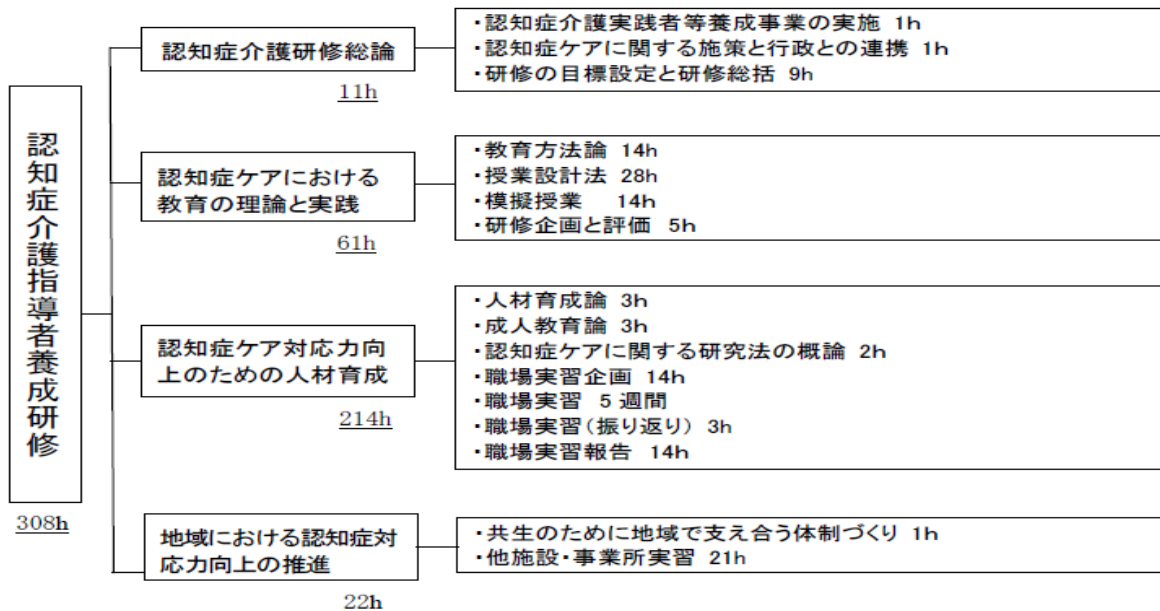 認知症介護指導者養成研修
308h
認知症介護研修総論
11h
・認知症介護実践者等養成事業の実施 1h
・認知症ケアに関する施策と行政との連携 1h
・研修の目標設定と研修総括 9h
認知症ケアにおける
教育の理論と実践
61h
・教育方法論 14h
・授業設計法 28h
・模擬授業 14h
・研修企画と評価 5h
認知症ケア対応力向
上のための人材育成
214h
・人材育成論 3h
・成人教育論 3h
・認知症ケアに関する研究法の概論 2h
・職場実習企画 14h
・職場実習 5週間
・職場実習(振り返り) 3h
・職場実習報告 14h
地域における認知症対
応力向上の推進
22h
・共生のために地域で支え合う体制づくり 1h
・他施設・事業所実習 21h